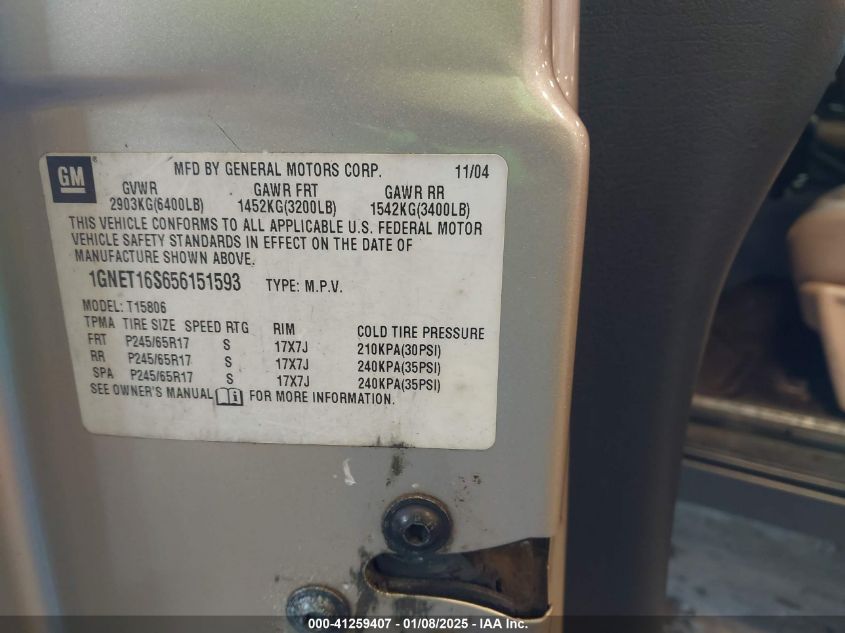 GM MFD BY GENERAL MOTORS CORP. 11/04
GVWR GAWR FRT GAWR RR
2903KG(6400LB) 1452KG(3200LB) 1542KG(3400LB)
THIS VEHICLE CONFORMS TO ALL APPLICABLE U.S. FEDERAL MOTOR
VEHICLE SAFETY STANDARDS IN EFFECT ON THE DATE OF
MANUFACTURE SHOWN ABOVE.
1GNET16S656151593 TYPE: M.P.V.
MODEL: T15806
TPMA TIRE SIZE SPEED RTG RIM COLD TIRE PRESSURE
FRT P245/65R17 S 17X7J 210KPA(30PSI)
RR P245/65R17 S 17X7J 240KPA(35PSI)
SPA P245/65R17 S 17X7J 240KPA(35PSI)
SEE OWNER'S MANUAL FOR MORE INFORMATION.
000-41259407 - 01/08/2025 - IAA Inc.